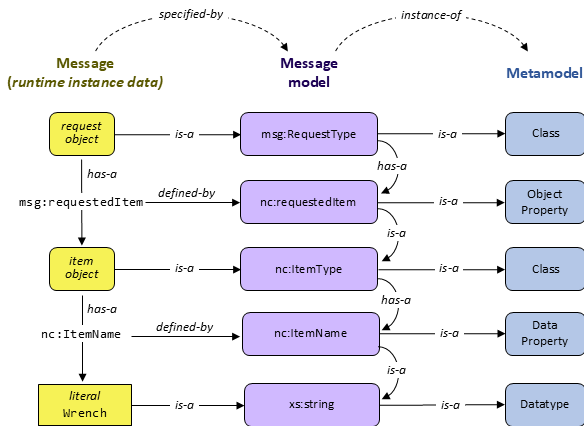 specified-by
instance-of
Message
(runtime instance data)
Message
model
Metamodel
request
object
is-a
msg:RequestType
is-a
Class
has-a
has-a
msg:requestedItem
defined-by
nc:requestedItem
is-a
Object
Property
is-a
item
object
is-a
nc:ItemType
is-a
Class
has-a
has-a
nc:ItemName
defined-by
nc:ItemName
is-a
Data
Property
is-a
literal
Wrench
is-a
xs:string
is-a
Datatype